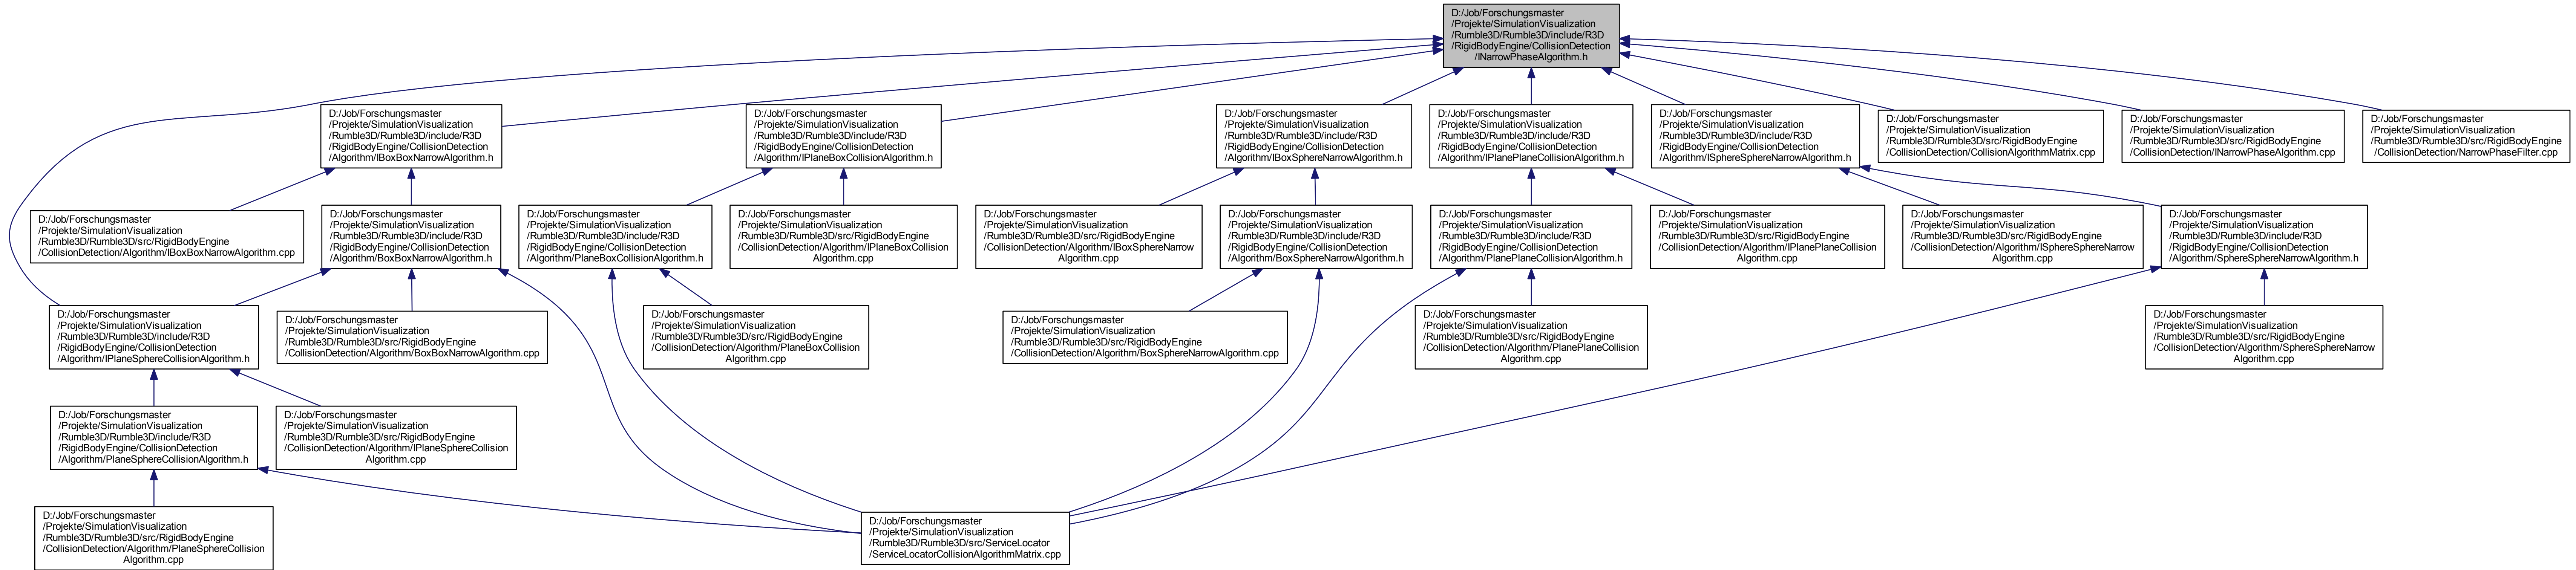 D:/Job/Forschungsmaster
/Projekte/SimulationVisualization
/Rumble3D/Rumble3D/include/R3D
/RigidBodyEngine/CollisionDetection
/INarrowPhaseAlgorithm.h
D:/Job/Forschungsmaster
/Projekte/SimulationVisualization
/Rumble3D/Rumble3D/include/R3D
/RigidBodyEngine/CollisionDetection
/Algorithm/IBoxBoxNarrowAlgorithm.h
D:/Job/Forschungsmaster
/Projekte/SimulationVisualization
/Rumble3D/Rumble3D/include/R3D
/RigidBodyEngine/CollisionDetection
/Algorithm/IPlaneBoxCollisionAlgorithm.h
D:/Job/Forschungsmaster
/Projekte/SimulationVisualization
/Rumble3D/Rumble3D/include/R3D
/RigidBodyEngine/CollisionDetection
/Algorithm/IBoxSphereNarrowAlgorithm.h
D:/Job/Forschungsmaster
/Projekte/SimulationVisualization
/Rumble3D/Rumble3D/include/R3D
/RigidBodyEngine/CollisionDetection
/Algorithm/IPlanePlaneCollisionAlgorithm.h
D:/Job/Forschungsmaster
/Projekte/SimulationVisualization
/Rumble3D/Rumble3D/include/R3D
/RigidBodyEngine/CollisionDetection
/Algorithm/ISphereSphereNarrowAlgorithm.h
D:/Job/Forschungsmaster
/Projekte/SimulationVisualization
/Rumble3D/Rumble3D/src/RigidBodyEngine
/CollisionDetection/CollisionAlgorithmMatrix.cpp
D:/Job/Forschungsmaster
/Projekte/SimulationVisualization
/Rumble3D/Rumble3D/src/RigidBodyEngine
/CollisionDetection/INarrowPhaseAlgorithm.cpp
D:/Job/Forschungsmaster
/Projekte/SimulationVisualization
/Rumble3D/Rumble3D/src/RigidBodyEngine
/CollisionDetection/NarrowPhaseFilter.cpp
D:/Job/Forschungsmaster
/Projekte/SimulationVisualization
/Rumble3D/Rumble3D/src/RigidBodyEngine
/CollisionDetection/Algorithm/IBoxBoxNarrowAlgorithm.cpp
D:/Job/Forschungsmaster
/Projekte/SimulationVisualization
/Rumble3D/Rumble3D/include/R3D
/RigidBodyEngine/CollisionDetection
/Algorithm/BoxBoxNarrowAlgorithm.h
D:/Job/Forschungsmaster
/Projekte/SimulationVisualization
/Rumble3D/Rumble3D/include/R3D
/RigidBodyEngine/CollisionDetection
/Algorithm/PlaneBoxCollisionAlgorithm.h
D:/Job/Forschungsmaster
/Projekte/SimulationVisualization
/Rumble3D/Rumble3D/src/RigidBodyEngine
/CollisionDetection/Algorithm/IPlaneBoxCollision
Algorithm.cpp
D:/Job/Forschungsmaster
/Projekte/SimulationVisualization
/Rumble3D/Rumble3D/src/RigidBodyEngine
/CollisionDetection/Algorithm/IBoxSphereNarrow
Algorithm.cpp
D:/Job/Forschungsmaster
/Projekte/SimulationVisualization
/Rumble3D/Rumble3D/include/R3D
/RigidBodyEngine/CollisionDetection
/Algorithm/BoxSphereNarrowAlgorithm.h
D:/Job/Forschungsmaster
/Projekte/SimulationVisualization
/Rumble3D/Rumble3D/include/R3D
/RigidBodyEngine/CollisionDetection
/Algorithm/PlanePlaneCollisionAlgorithm.h
D:/Job/Forschungsmaster
/Projekte/SimulationVisualization
/Rumble3D/Rumble3D/src/RigidBodyEngine
/CollisionDetection/Algorithm/IPlanePlaneCollision
Algorithm.cpp
D:/Job/Forschungsmaster
/Projekte/SimulationVisualization
/Rumble3D/Rumble3D/src/RigidBodyEngine
/CollisionDetection/Algorithm/ISphereSphereNarrow
Algorithm.cpp
D:/Job/Forschungsmaster
/Projekte/SimulationVisualization
/Rumble3D/Rumble3D/include/R3D
/RigidBodyEngine/CollisionDetection
/Algorithm/SphereSphereNarrowAlgorithm.h
D:/Job/Forschungsmaster
/Projekte/SimulationVisualization
/Rumble3D/Rumble3D/include/R3D
/RigidBodyEngine/CollisionDetection
/Algorithm/IPlaneSphereCollisionAlgorithm.h
D:/Job/Forschungsmaster
/Projekte/SimulationVisualization
/Rumble3D/Rumble3D/src/RigidBodyEngine
/CollisionDetection/Algorithm/BoxBoxNarrowAlgorithm.cpp
D:/Job/Forschungsmaster
/Projekte/SimulationVisualization
/Rumble3D/Rumble3D/src/RigidBodyEngine
/CollisionDetection/Algorithm/PlaneBoxCollision
Algorithm.cpp
D:/Job/Forschungsmaster
/Projekte/SimulationVisualization
/Rumble3D/Rumble3D/src/RigidBodyEngine
/CollisionDetection/Algorithm/BoxSphereNarrowAlgorithm.cpp
D:/Job/Forschungsmaster
/Projekte/SimulationVisualization
/Rumble3D/Rumble3D/src/RigidBodyEngine
/CollisionDetection/Algorithm/PlanePlaneCollision
Algorithm.cpp
D:/Job/Forschungsmaster
/Projekte/SimulationVisualization
/Rumble3D/Rumble3D/src/RigidBodyEngine
/CollisionDetection/Algorithm/SphereSphereNarrow
Algorithm.cpp
D:/Job/Forschungsmaster
/Projekte/SimulationVisualization
/Rumble3D/Rumble3D/include/R3D
/RigidBodyEngine/CollisionDetection
/Algorithm/PlaneSphereCollisionAlgorithm.h
D:/Job/Forschungsmaster
/Projekte/SimulationVisualization
/Rumble3D/Rumble3D/src/RigidBodyEngine
/CollisionDetection/Algorithm/IPlaneSphereCollision
Algorithm.cpp
D:/Job/Forschungsmaster
/Projekte/SimulationVisualization
/Rumble3D/Rumble3D/src/RigidBodyEngine
/CollisionDetection/Algorithm/PlaneSphereCollision
Algorithm.cpp
D:/Job/Forschungsmaster
/Projekte/SimulationVisualization
/Rumble3D/Rumble3D/src/ServiceLocator
/ServiceLocatorCollisionAlgorithmMatrix.cpp